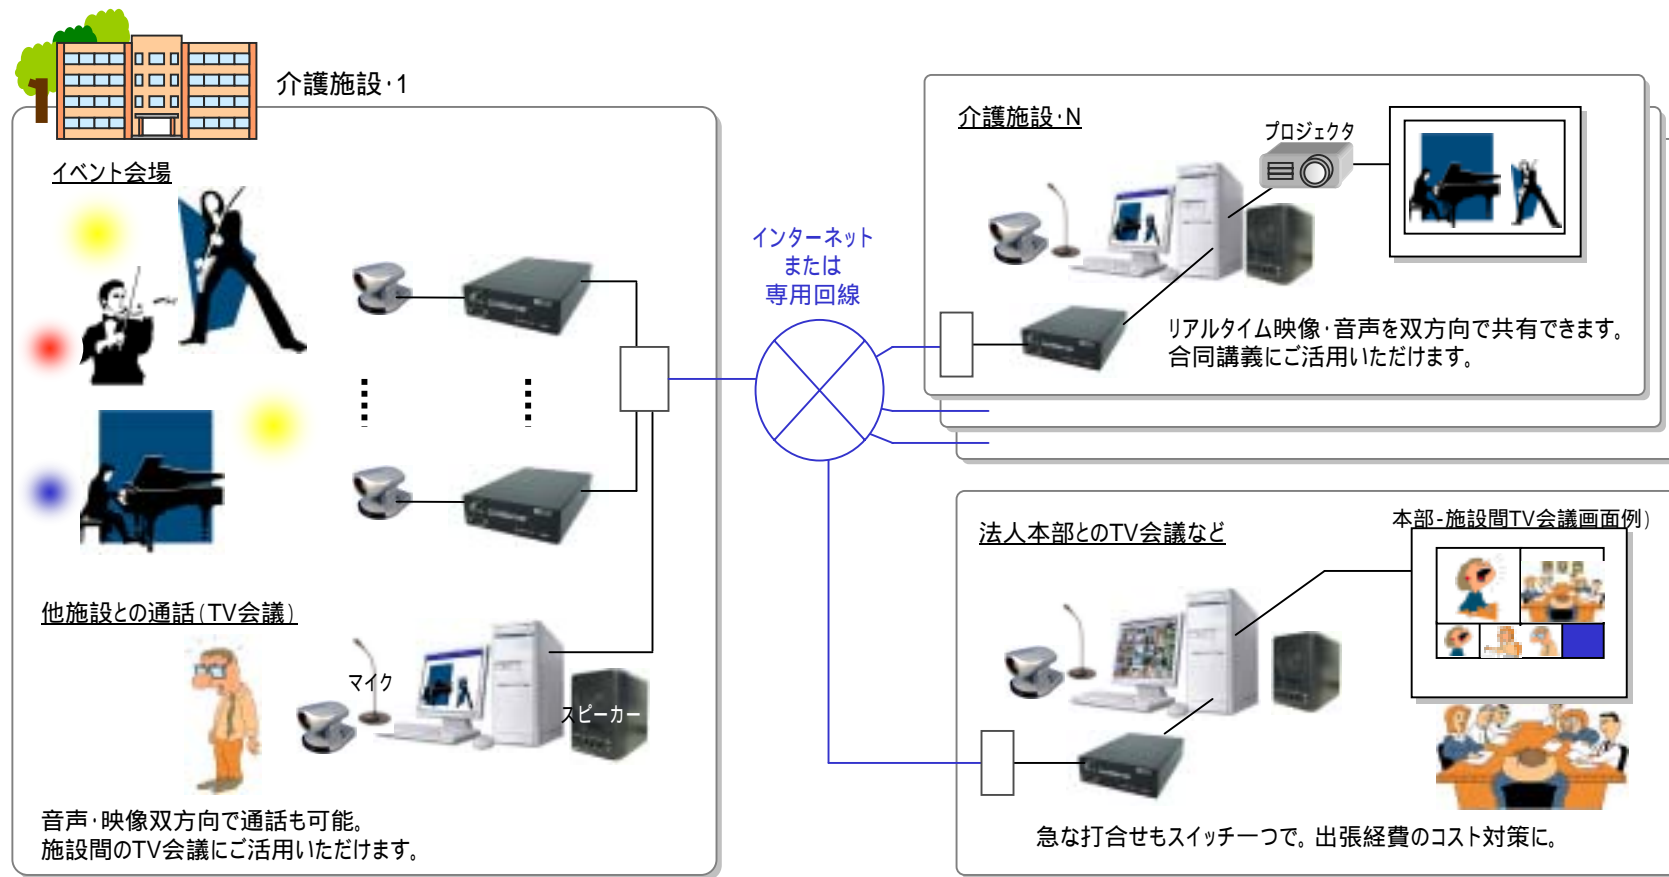 介護施設・1
イベント会場
他施設との通話(TV会議)
マイク
スピーカー
音声・映像双方向で通話も可能。
施設間のTV会議にご活用いただけます。
インターネット
または
専用回線
介護施設・N
プロジェクタ
リアルタイム映像・音声を双方向で共有できます。
合同講義にご活用いただけます。
法人本部とのTV会議など
本部-施設間TV会議画面例)
急な打合せもスイッチ一つで。出張経費のコスト対策に。